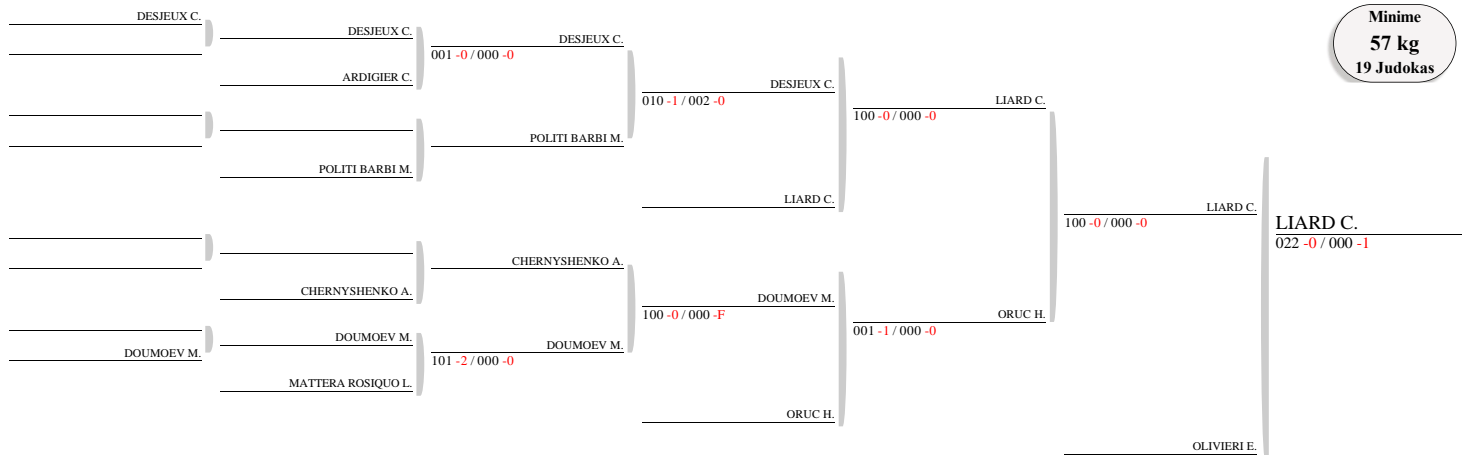 DESJEUX C.
DESJEUX C.
ARDIGIER C.
POLITI BARBI M.
CHERNYSHENKO A.
DOUMOEV M.
DOUMOEV M.
MATTERA ROSIQUO L.
DESJEUX C.
001 -0 / 000 -0
POLITI BARBI M.
CHERNYSHENKO A.
DOUMOEV M.
101 -2 / 000 -0
DESJEUX C.
010 -1 / 002 -0
LIARD C.
DOUMOEV M.
100 -0 / 000 -F
ORUC H.
LIARD C.
100 -0 / 000 -0
ORUC H.
001 -1 / 000 -0
LIARD C.
100 -0 / 000 -0
OLIVIERI E.
LIARD C.
022 -0 / 000 -1
Minime
57 kg
19 Judokas